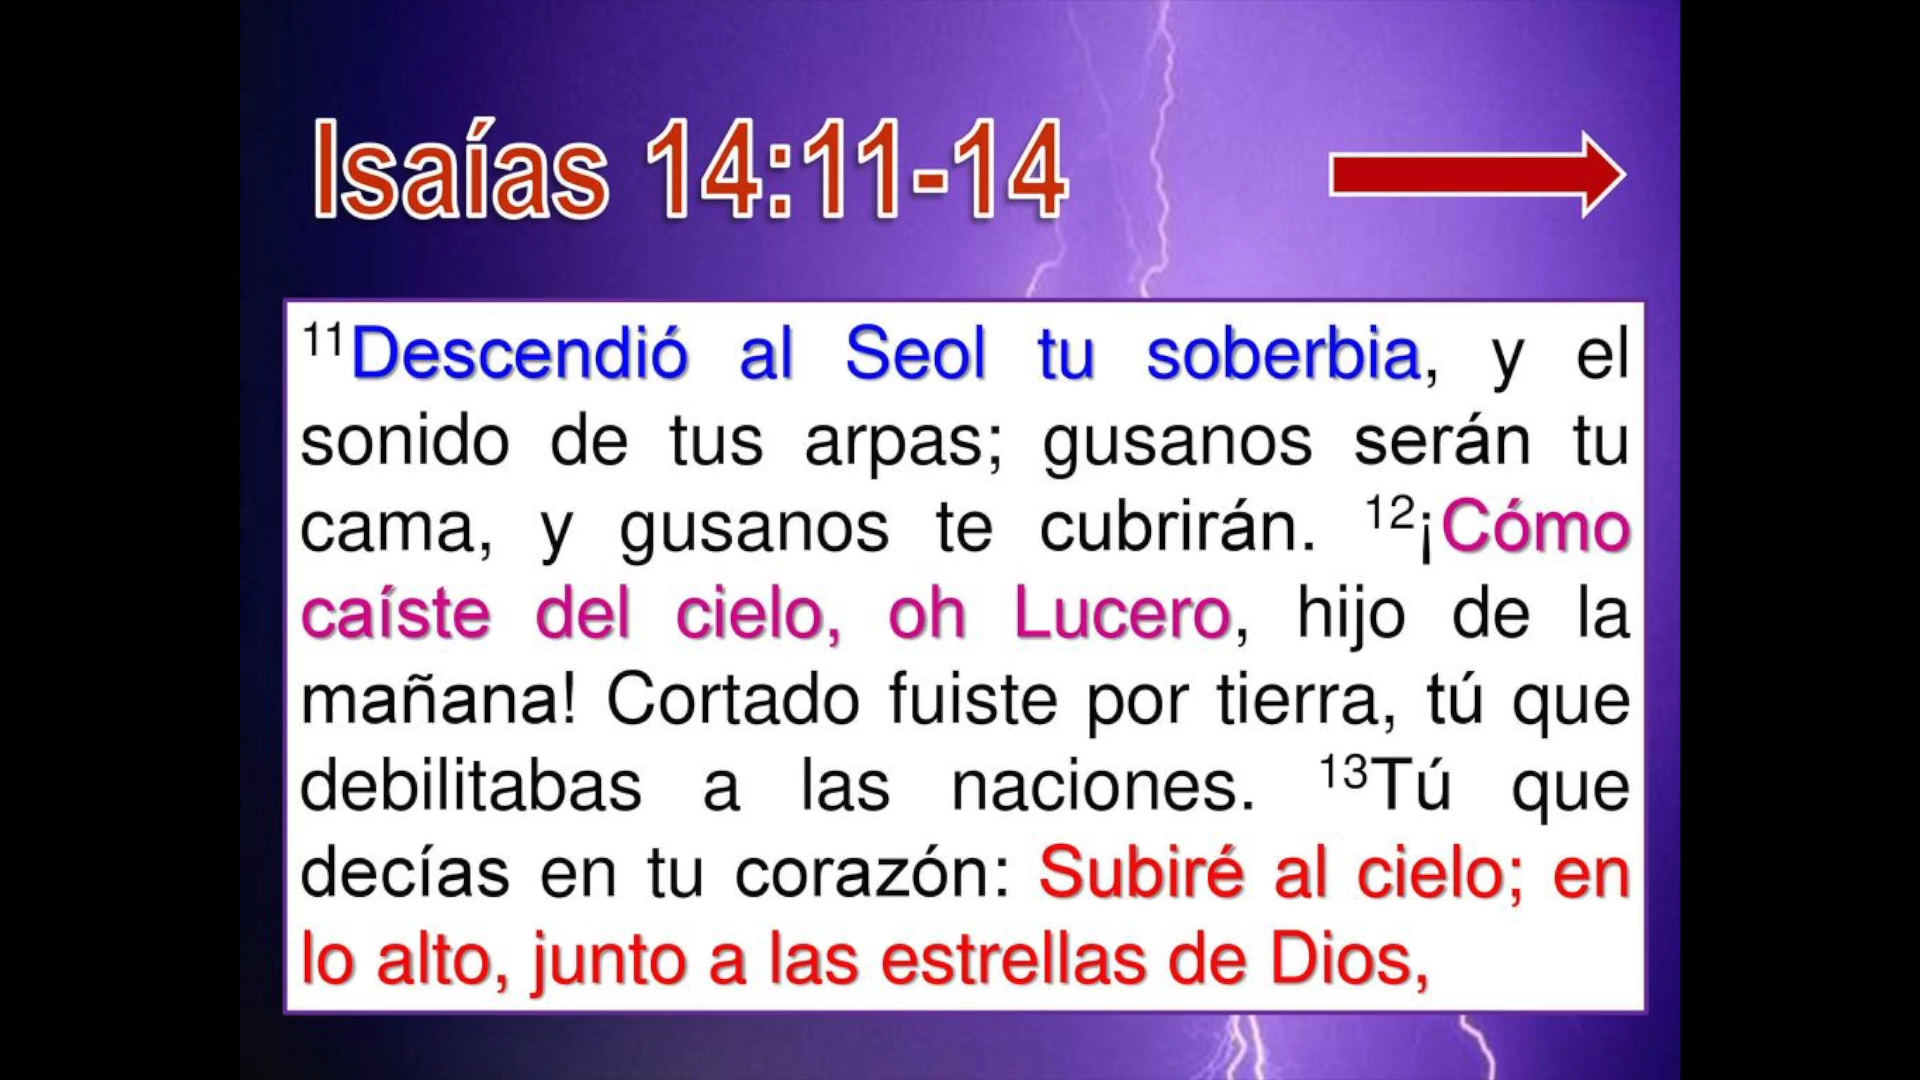 Isaías 14:11-14
11Descendió al Seol tu soberbia, y el
sonido de tus arpas; gusanos serán tu
cama, y gusanos te cubrirán. 12¡Cómo
caíste del cielo, oh Lucero, hijo de la
mañana! Cortado fuiste por tierra, tú que
debilitabas a las naciones. 13Tú que
decías en tu corazón: Subiré al cielo; en
lo alto, junto a las estrellas de Dios,